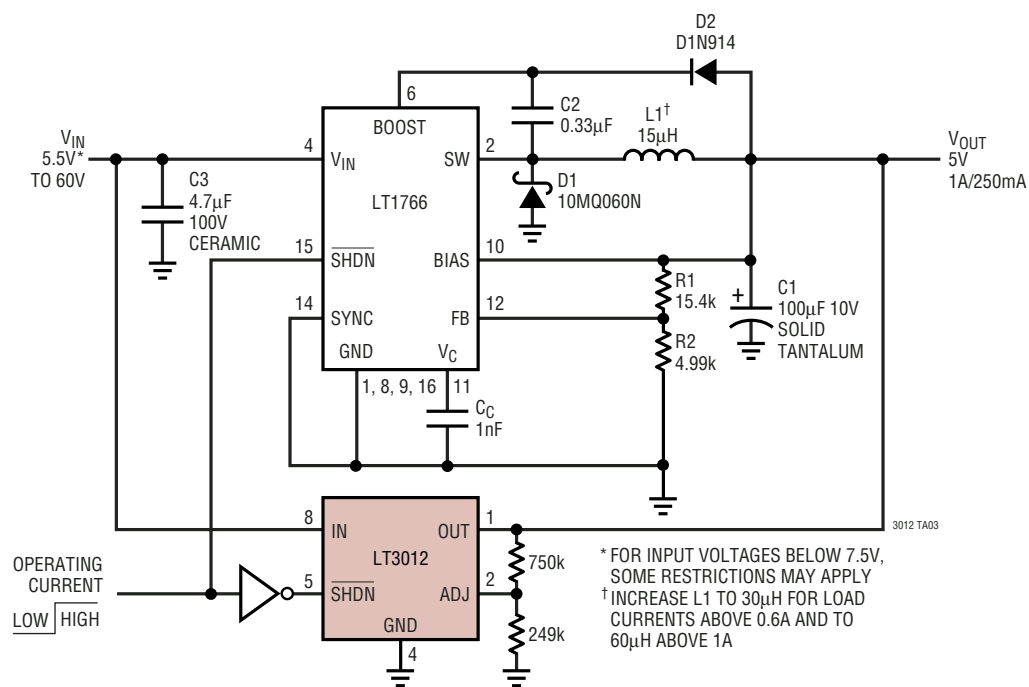 D2
D1N914
6
BOOST
C2
0.33μF
L1†
15μH
VIN
5.5V*
TO 60V
4
VIN
SW
2
VOUT
5V
1A/250mA
C3
4.7μF
100V
CERAMIC
LT1766
D1
10MQ060N
15
SHDN
BIAS
10
R1
15.4k
C1
100μF 10V
SOLID
TANTALUM
+
14
SYNC
FB
12
R2
4.99k
GND
VC
1, 8, 9, 16
11
CC
1nF
8
IN
OUT
1
3012 TA03
LT3012
750k
OPERATING
CURRENT
LOW HIGH
5
SHDN
ADJ
2
GND
4
249k
* FOR INPUT VOLTAGES BELOW 7.5V,
SOME RESTRICTIONS MAY APPLY
† INCREASE L1 TO 30μH FOR LOAD
CURRENTS ABOVE 0.6A AND TO
60μH ABOVE 1A